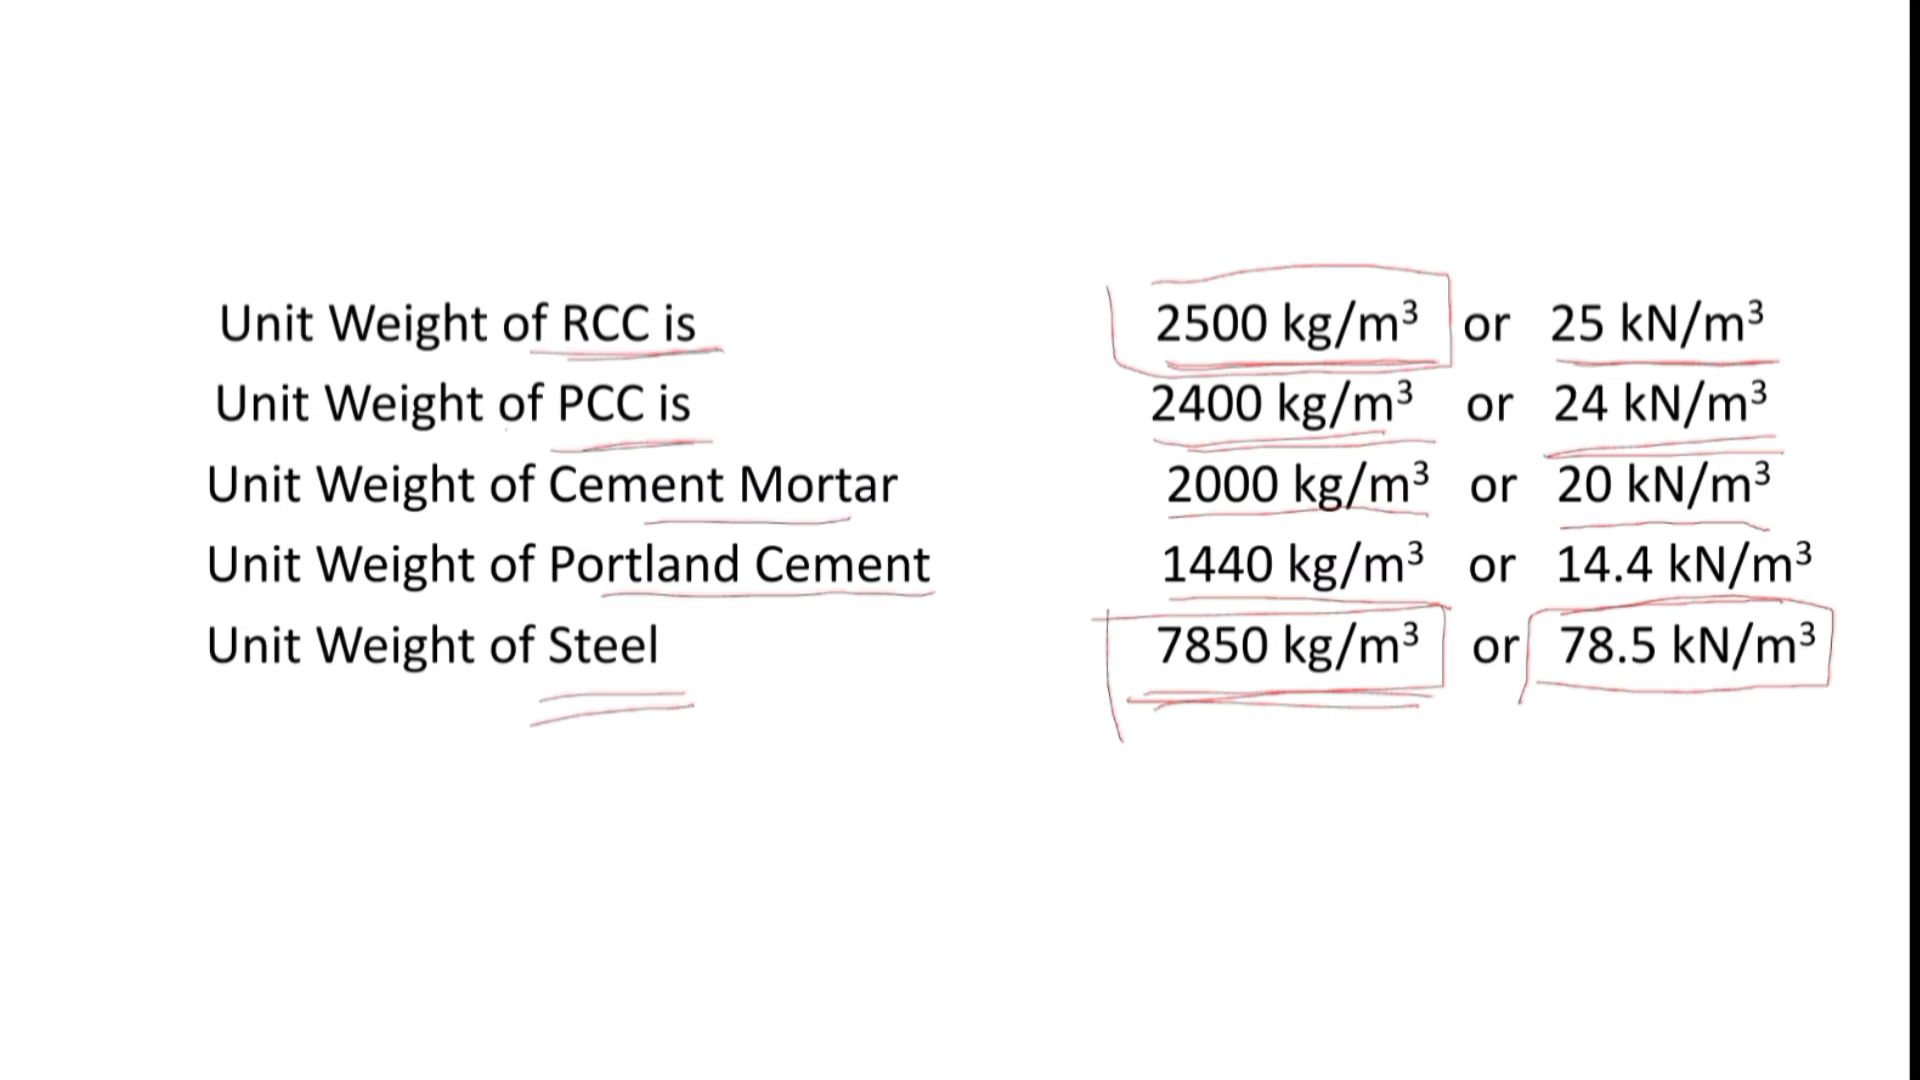 Unit Weight of RCC is 2500 kg/m³ or 25 kN/m³
Unit Weight of PCC is 2400 kg/m³ or 24 kN/m³
Unit Weight of Cement Mortar 2000 kg/m³ or 20 kN/m³
Unit Weight of Portland Cement 1440 kg/m³ or 14.4 kN/m³
Unit Weight of Steel 7850 kg/m³ or 78.5 kN/m³